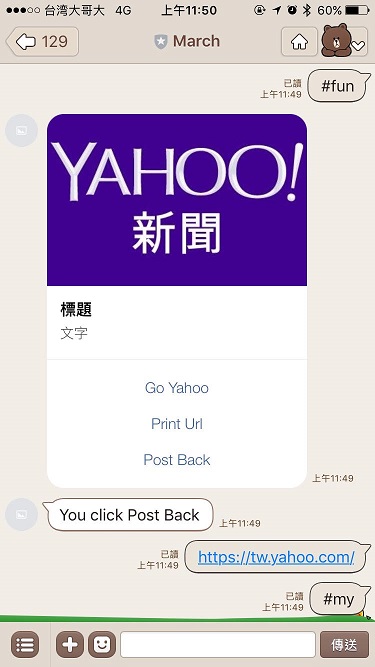 台湾大哥大 4G 上午11:50 60%
129 March
已讀
上午11:49 #fun
YAHOO!
新聞
標題
文字
Go Yahoo
Print Url
Post Back
上午11:49
You click Post Back 上午11:49
已讀
上午11:49 https://tw.yahoo.com/
已讀
上午11:49 #my
傳送